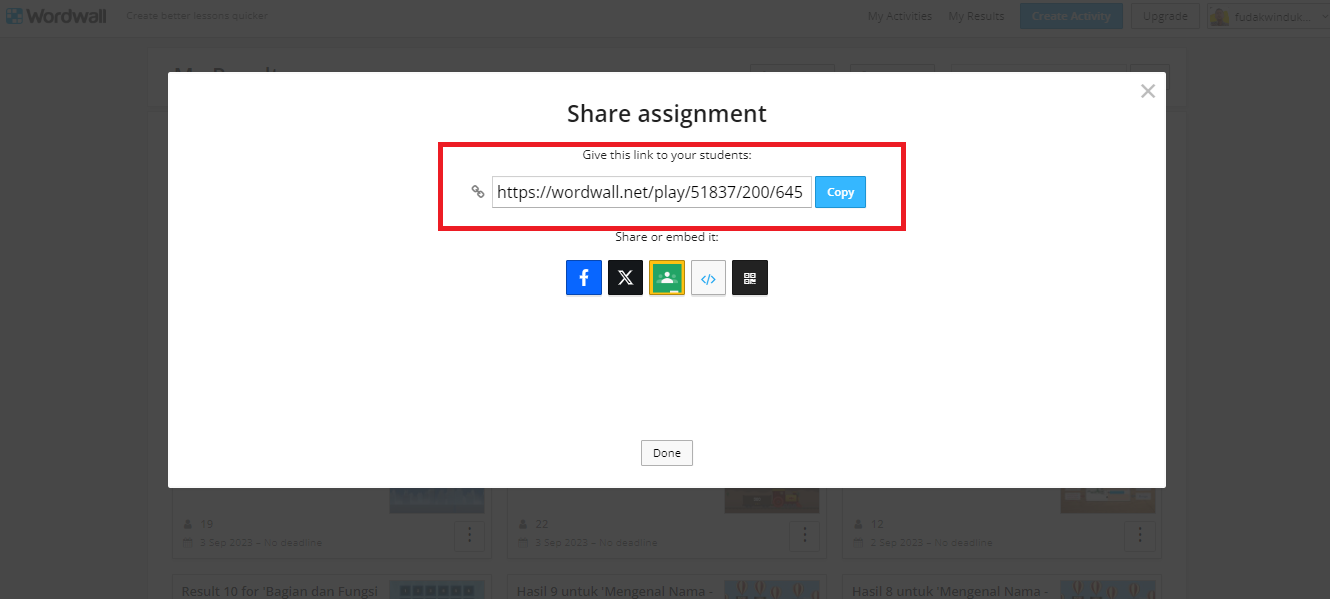 Wordwall Create better lessons quicker My Activities My Results Create Activity Upgrade fudakwinduk...
Share assignment
Give this link to your students:
https://wordwall.net/play/51837/200/645
Copy
Share or embed it:
Done
19 22 12
3 Sep 2023 – No deadline 3 Sep 2023 – No deadline 2 Sep 2023 – No deadline
Result 10 for 'Bagian dan Fungsi Hasil 9 untuk 'Mengenal Nama - Hasil 8 untuk 'Mengenal Nama -